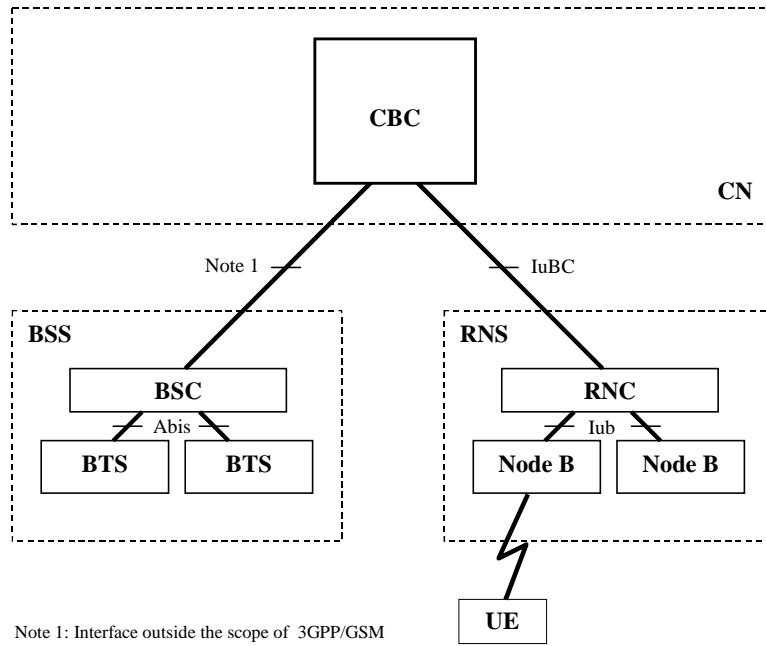 CBC
CN
Note 1
IuBC
BSS
RNS
BSC
RNC
Abis
Iub
BTS
BTS
Node B
Node B
UE
Note 1: Interface outside the scope of 3GPP/GSM